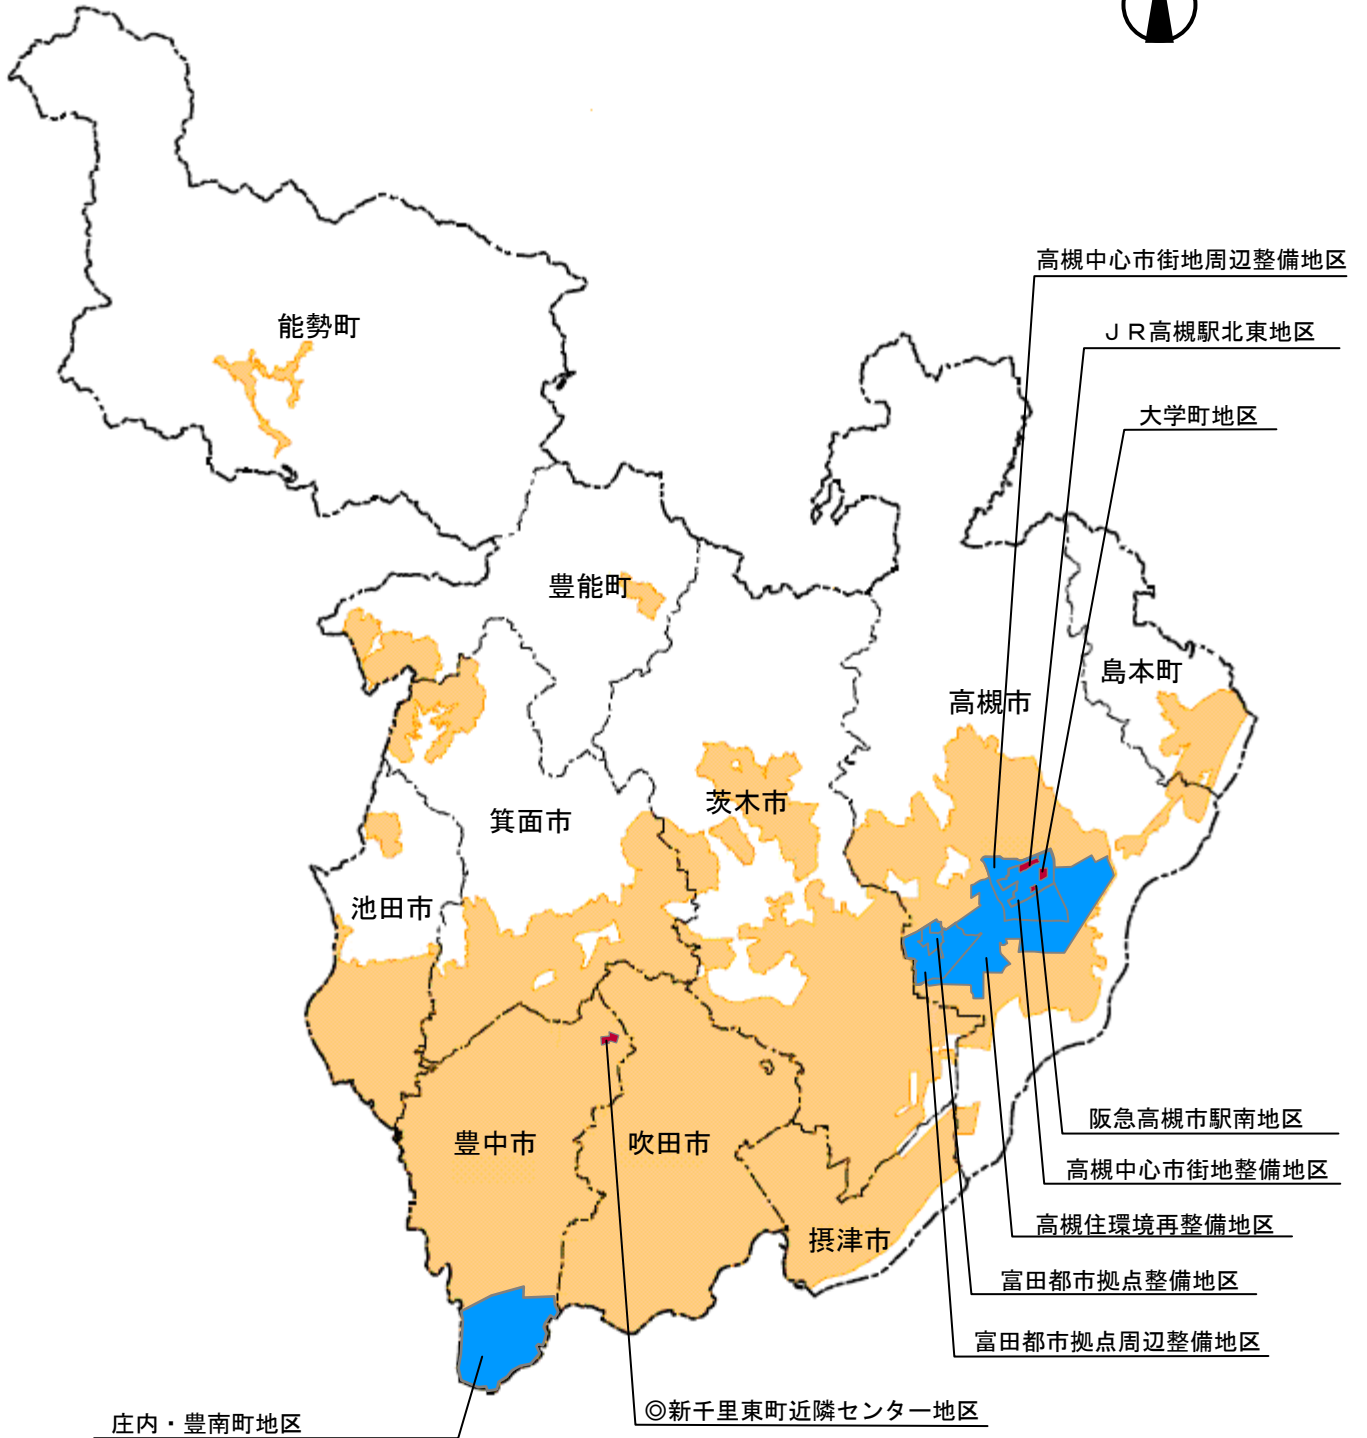 高槻中心市街地周辺整備地区
能勢町
ＪＲ高槻駅北東地区
大学町地区
豊能町
島本町
高槻市
茨木市
箕面市
池田市
阪急高槻市駅南地区
豊中市
吹田市
高槻中心市街地整備地区
高槻住環境再整備地区
摂津市
富田都市拠点整備地区
富田都市拠点周辺整備地区
◎新千里東町近隣センター地区
庄内・豊南町地区